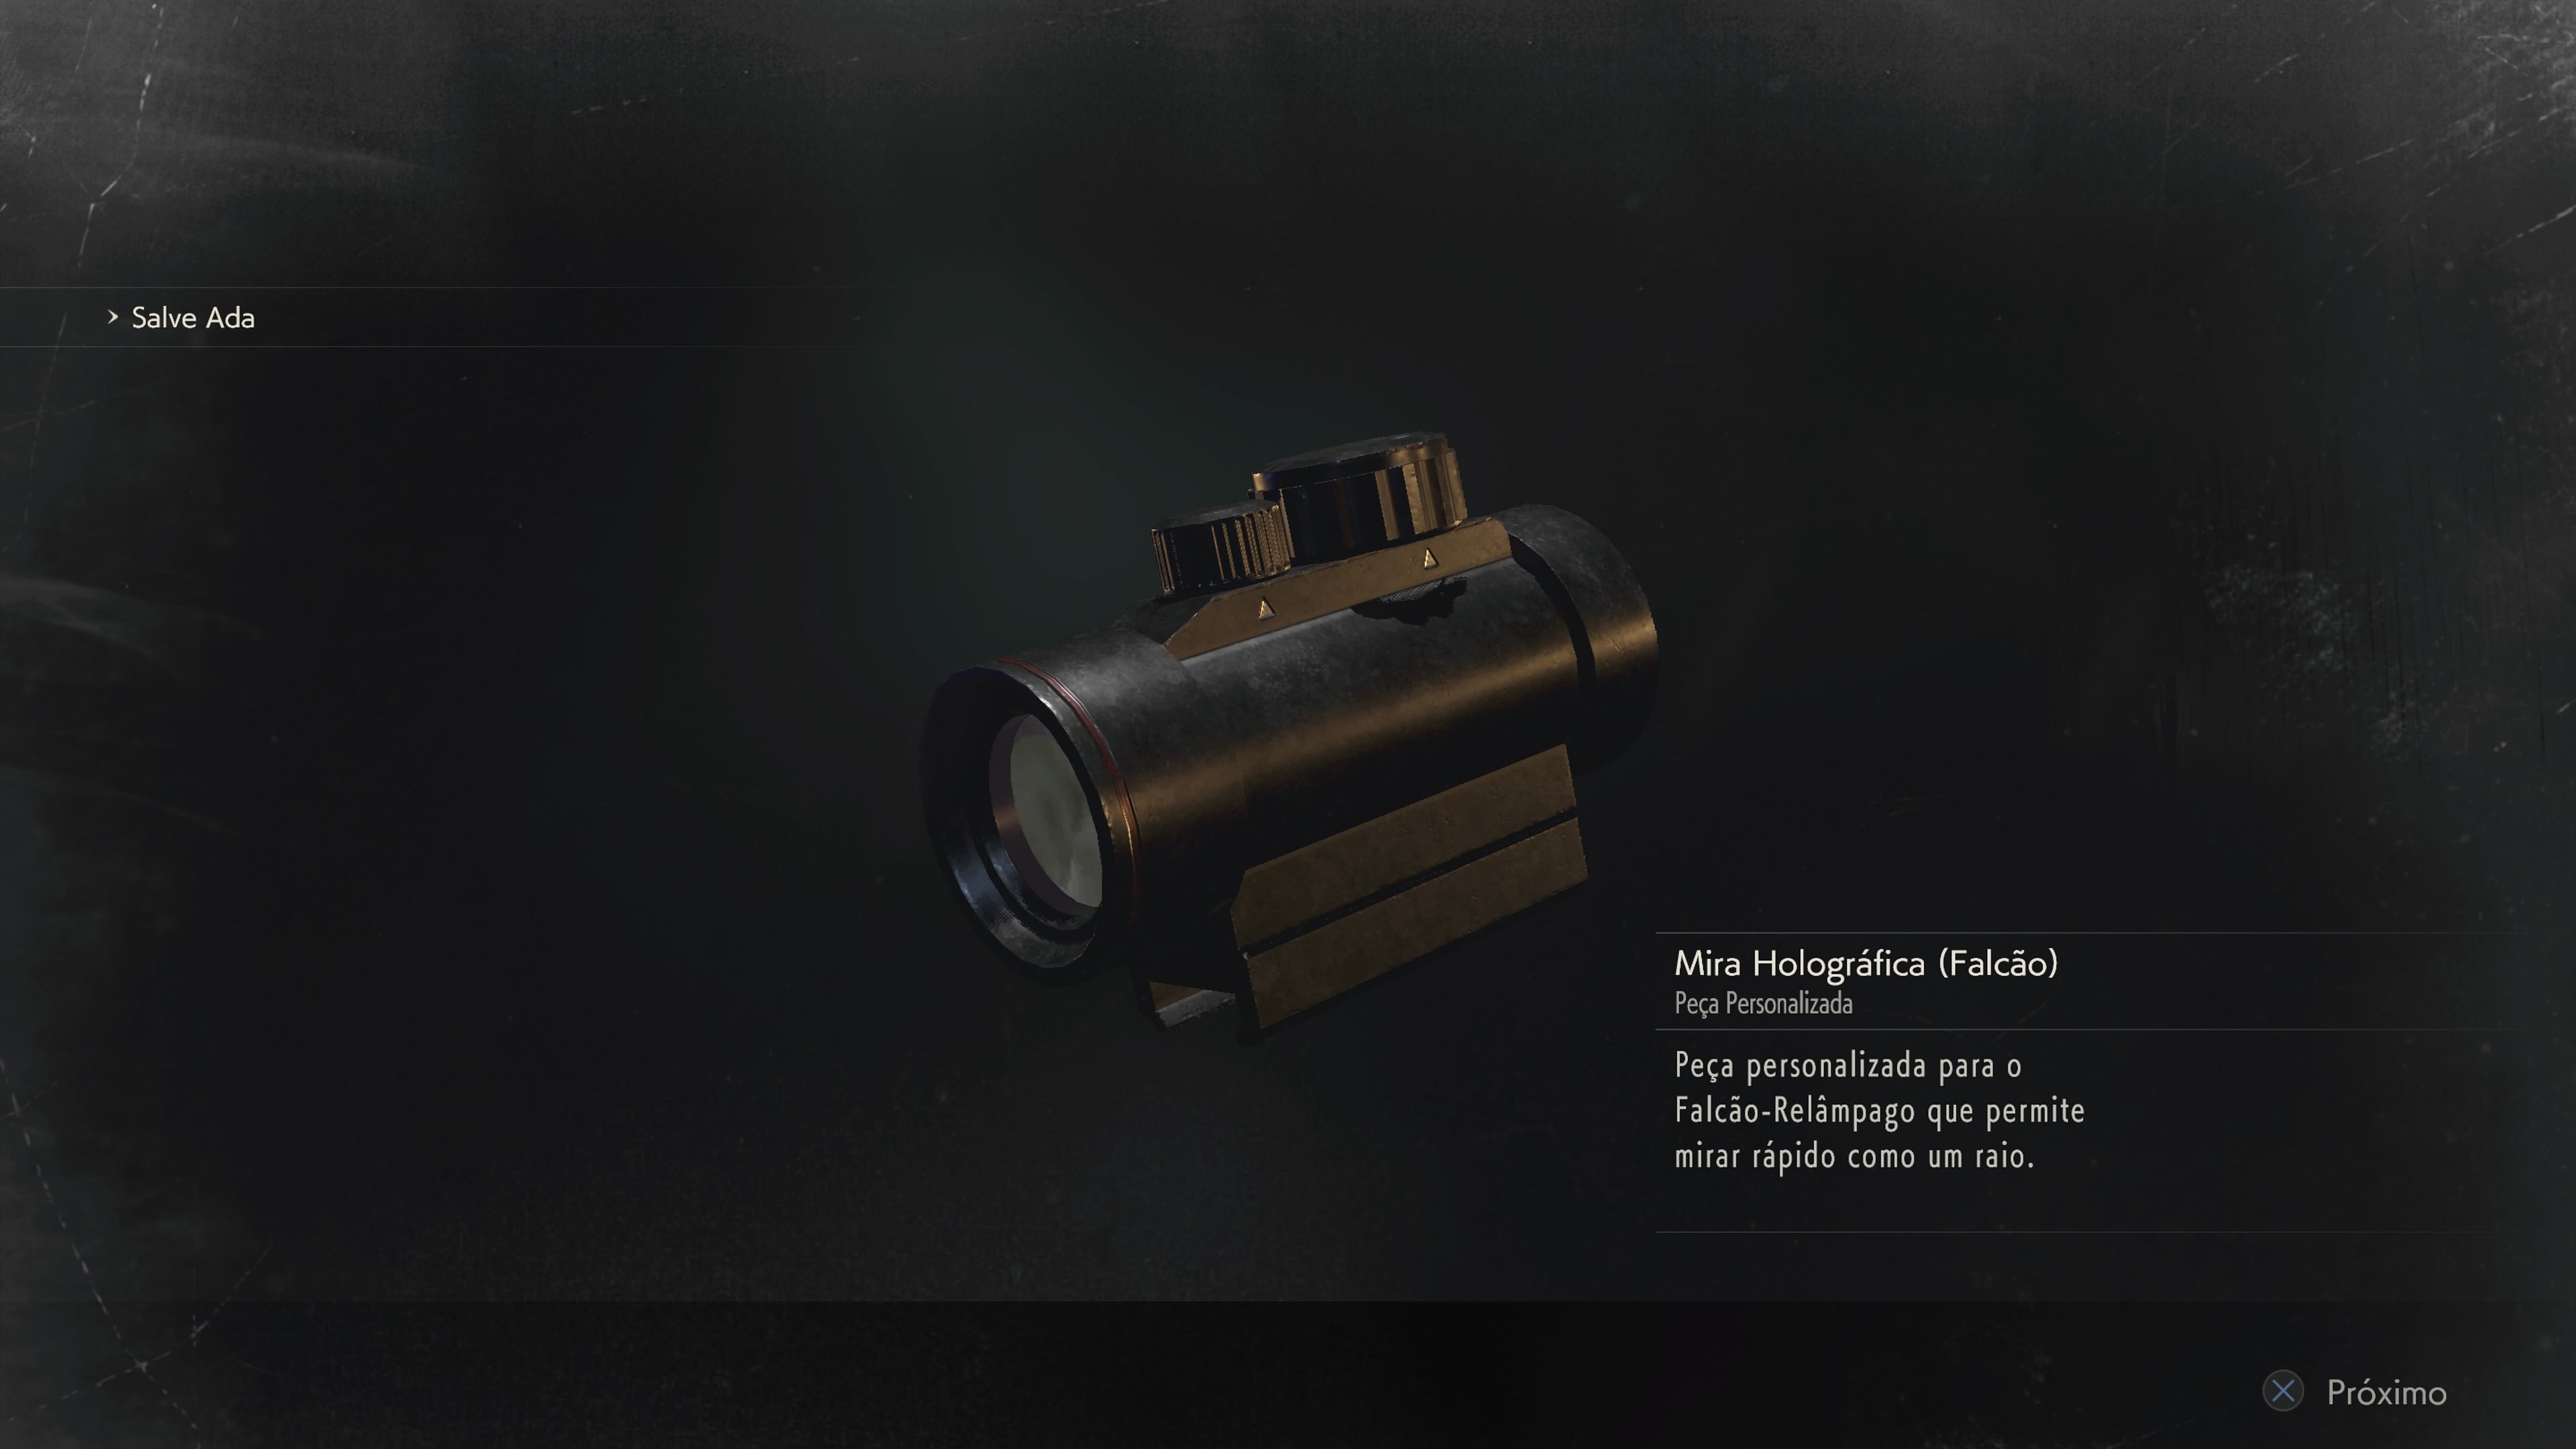 Salve Ada
Mira Holográfica (Falcão)
Peça Personalizada
Peça personalizada para o
Falcão-Relâmpago que permite
mirar rápido como um raio.
Próximo